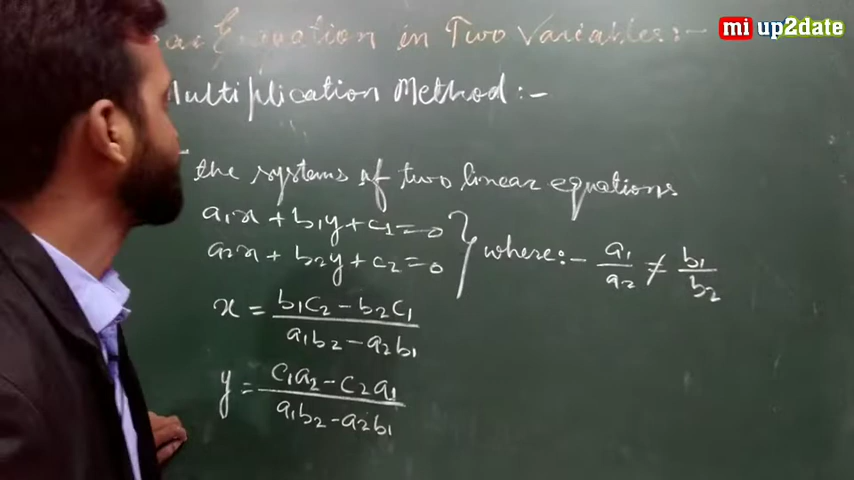 mi up2date
Equation in Two Variables:-
Multiplication Method:-
the systems of two linear equations
a₁x + b₁y + c₁ = 0
a₂x + b₂y + c₂ = 0 } where:- a₁/a₂ ≠ b₁/b₂
x = b₁c₂ - b₂c₁ / a₁b₂ - a₂b₁
y = c₁a₂ - c₂a₁ / a₁b₂ - a₂b₁